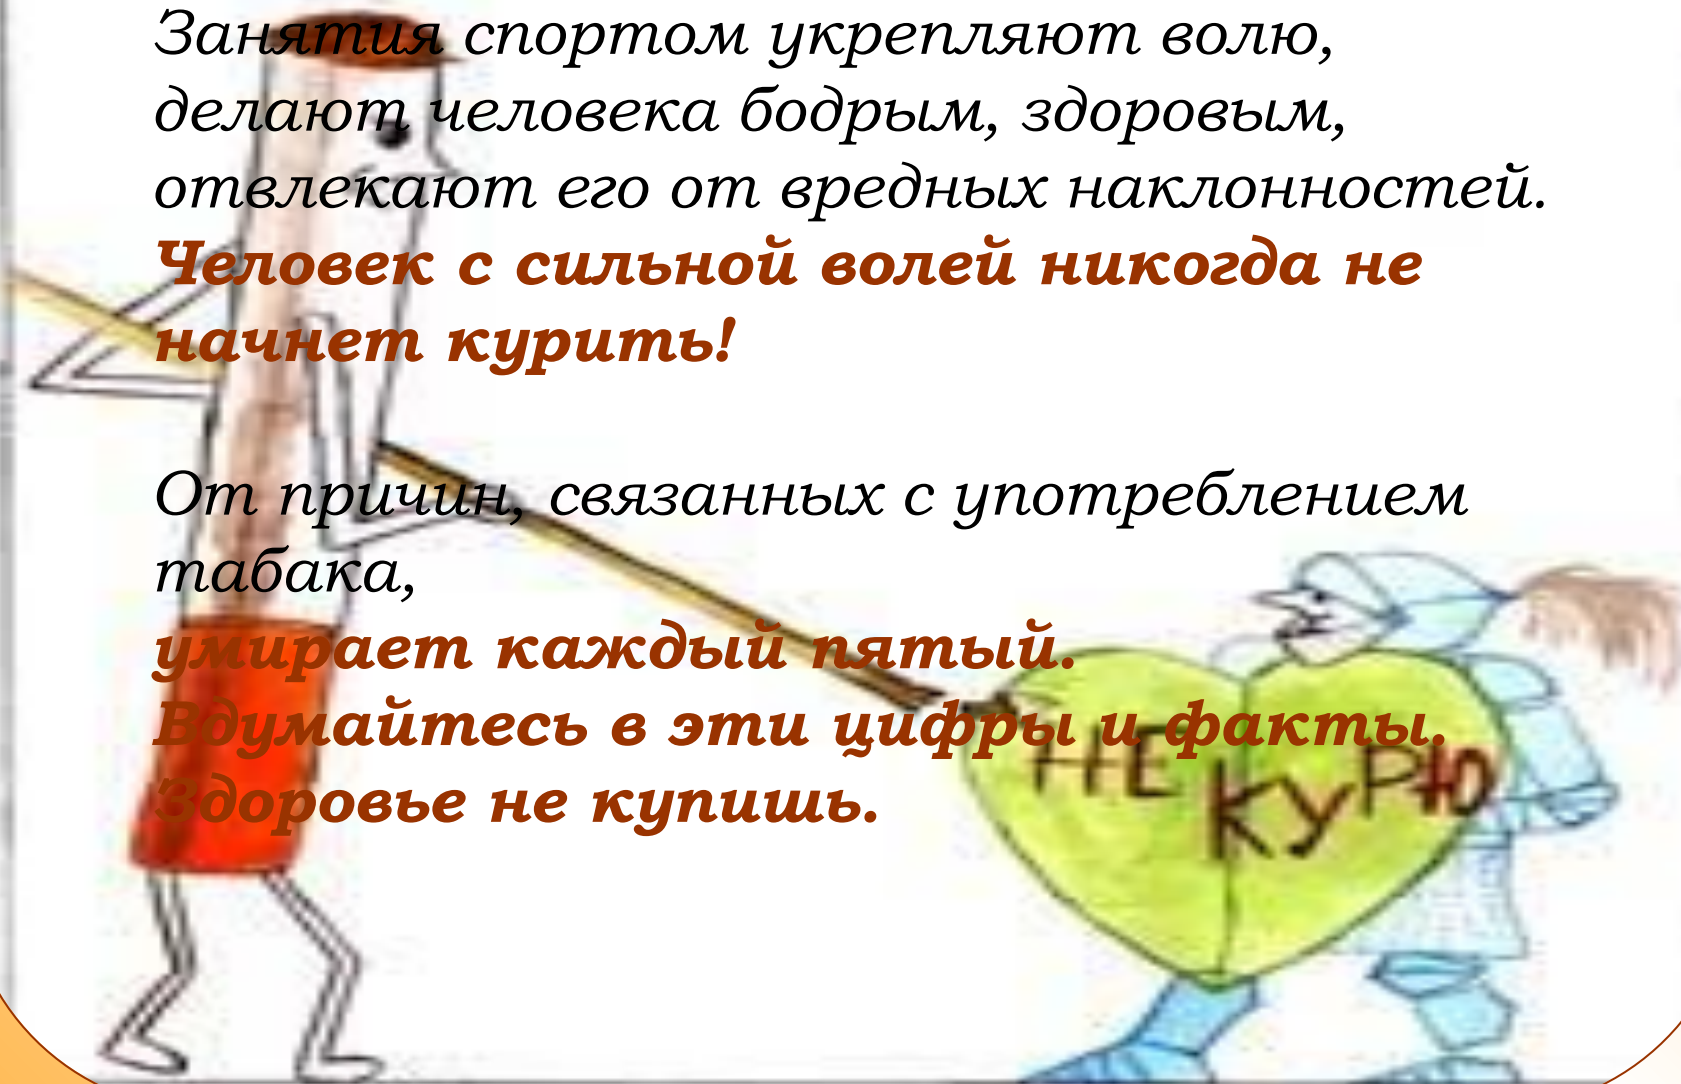 Занятия спортом укрепляют волю,
делают человека бодрым, здоровым,
отвлекают его от вредных наклонностей.
Человек с сильной волей никогда не
начнет курить!
От причин, связанных с употреблением
табака,
умирает каждый пятый.
Вдумайтесь в эти цифры и факты.
Здоровье не купишь.
НЕ
КУРЮ